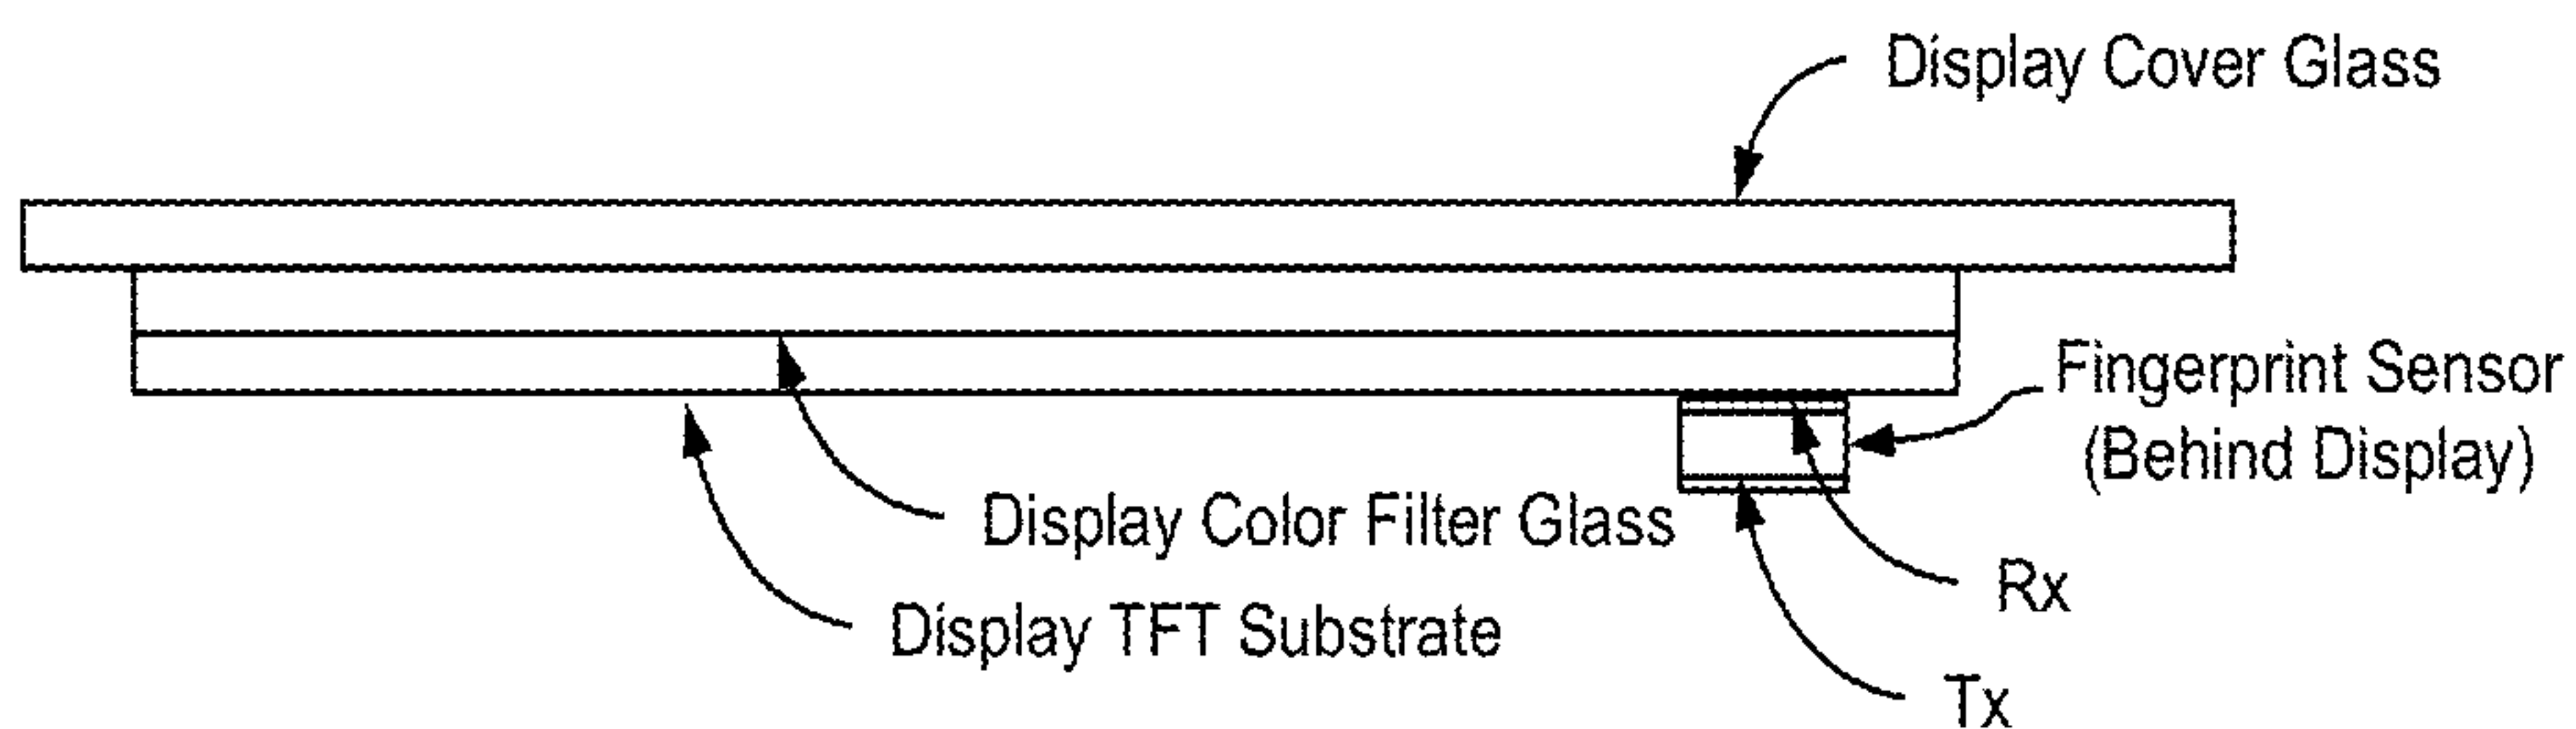 Display Cover Glass
Fingerprint Sensor
(Behind Display)
Display Color Filter Glass
Rx
Display TFT Substrate
Tx